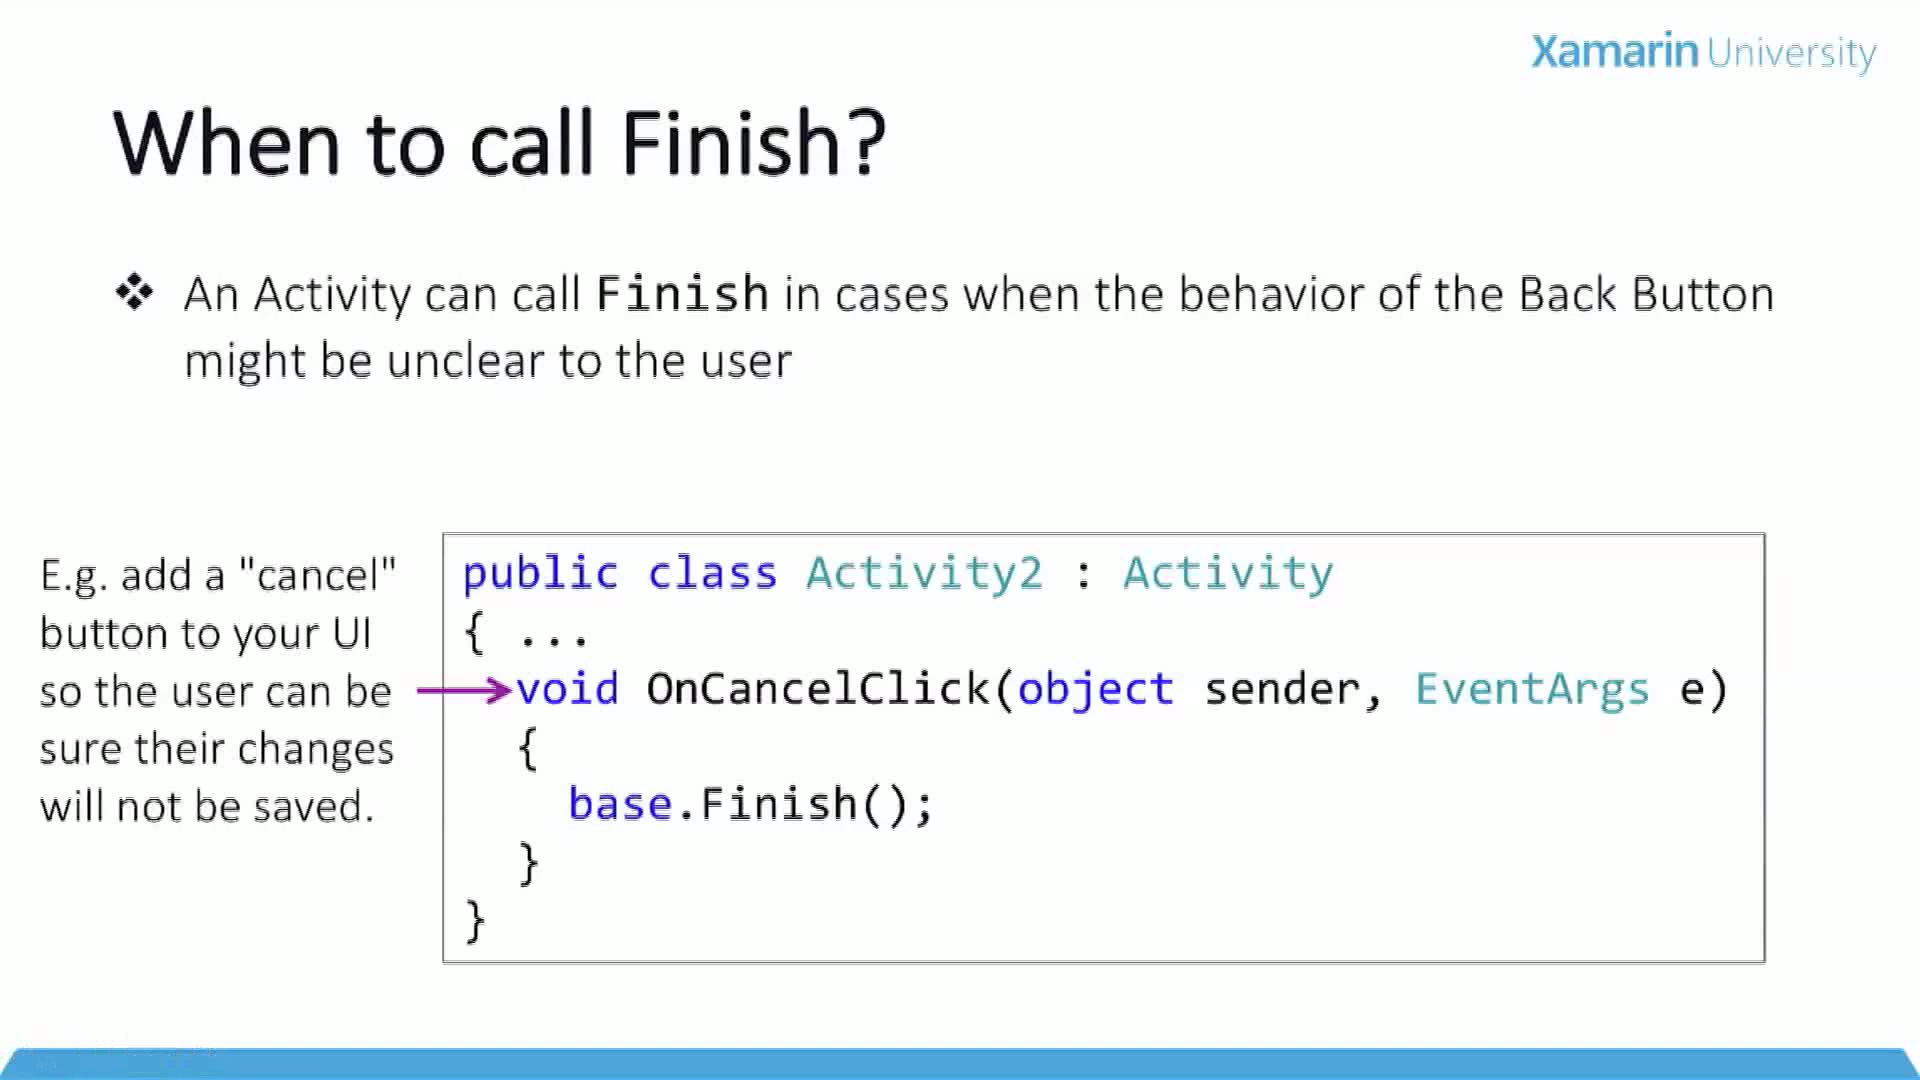 Xamarin University
When to call Finish?
❖ An Activity can call Finish in cases when the behavior of the Back Button
might be unclear to the user
E.g. add a "cancel"
button to your UI
so the user can be
sure their changes
will not be saved.
public class Activity2 : Activity
{ ...
void OnCancelClick(object sender, EventArgs e)
{
base.Finish();
}
}